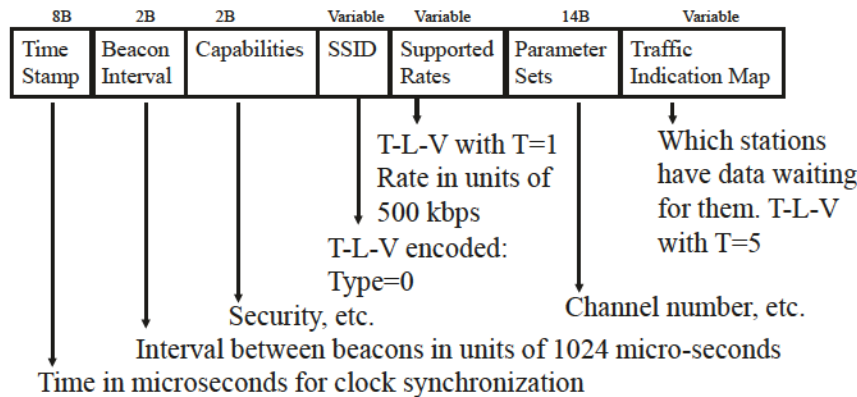 8B 2B 2B Variable Variable 14B Variable
Time Beacon Capabilities SSID Supported Parameter Traffic
Stamp Interval Rates Sets Indication Map
T-L-V with T=1
Rate in units of
500 kbps
Which stations
have data waiting
for them. T-L-V
with T=5
T-L-V encoded:
Type=0
Security, etc.
Channel number, etc.
Interval between beacons in units of 1024 micro-seconds
Time in microseconds for clock synchronization